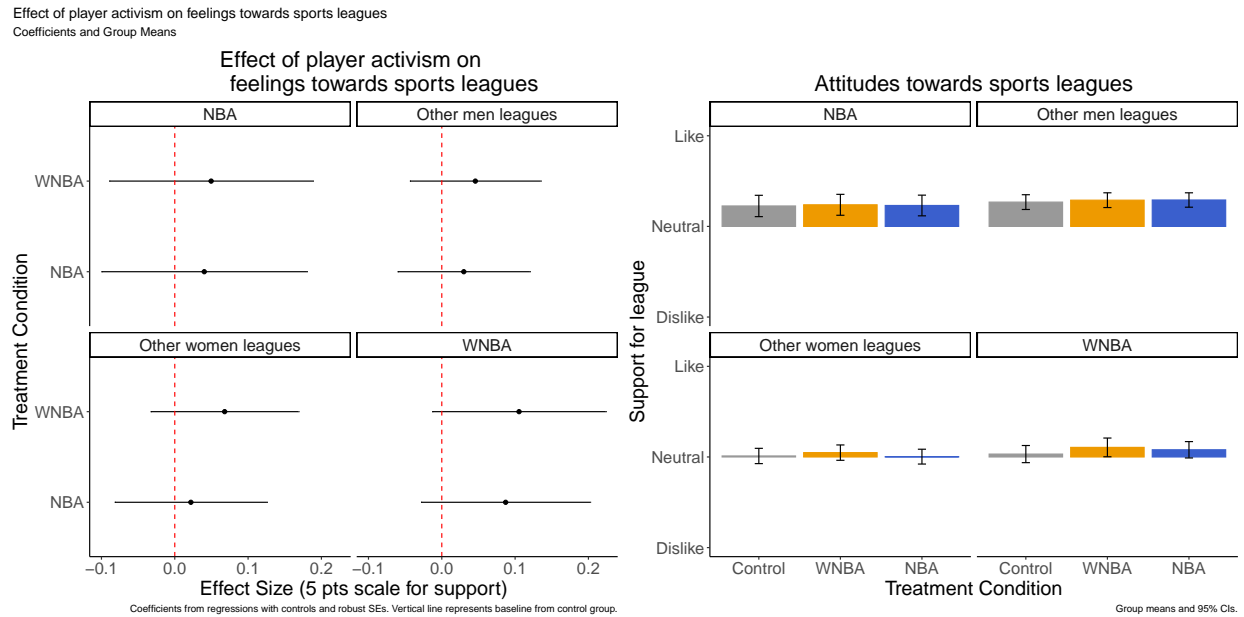 Effect of player activism on feelings towards sports leagues
Coefficients and Group Means
Effect of player activism on
feelings towards sports leagues
NBA
Other men leagues
WNBA
NBA
Other women leagues
WNBA
WNBA
NBA
Treatment Condition
−0.1 0.0 0.1 0.2 −0.1 0.0 0.1 0.2
Effect Size (5 pts scale for support)
Coefficients from regressions with controls and robust SEs. Vertical line represents baseline from control group.
Attitudes towards sports leagues
NBA
Other men leagues
Like
Neutral
Dislike
Other women leagues
WNBA
Like
Neutral
Dislike
Support for league
Control WNBA NBA Control WNBA NBA
Treatment Condition
Group means and 95% CIs.